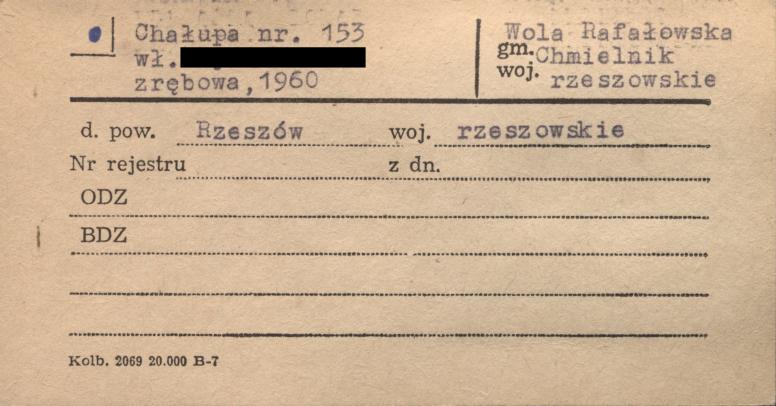 Chałupa nr. 153
wł.
zrębowa, 1960
Wola Rafałowska
gm. Chmielnik
woj. rzeszowskie
d. pow. Rzeszów woj. rzeszowskie
Nr rejestru z dn.
ODZ
BDZ
Kolb. 2069 20.000 B-7